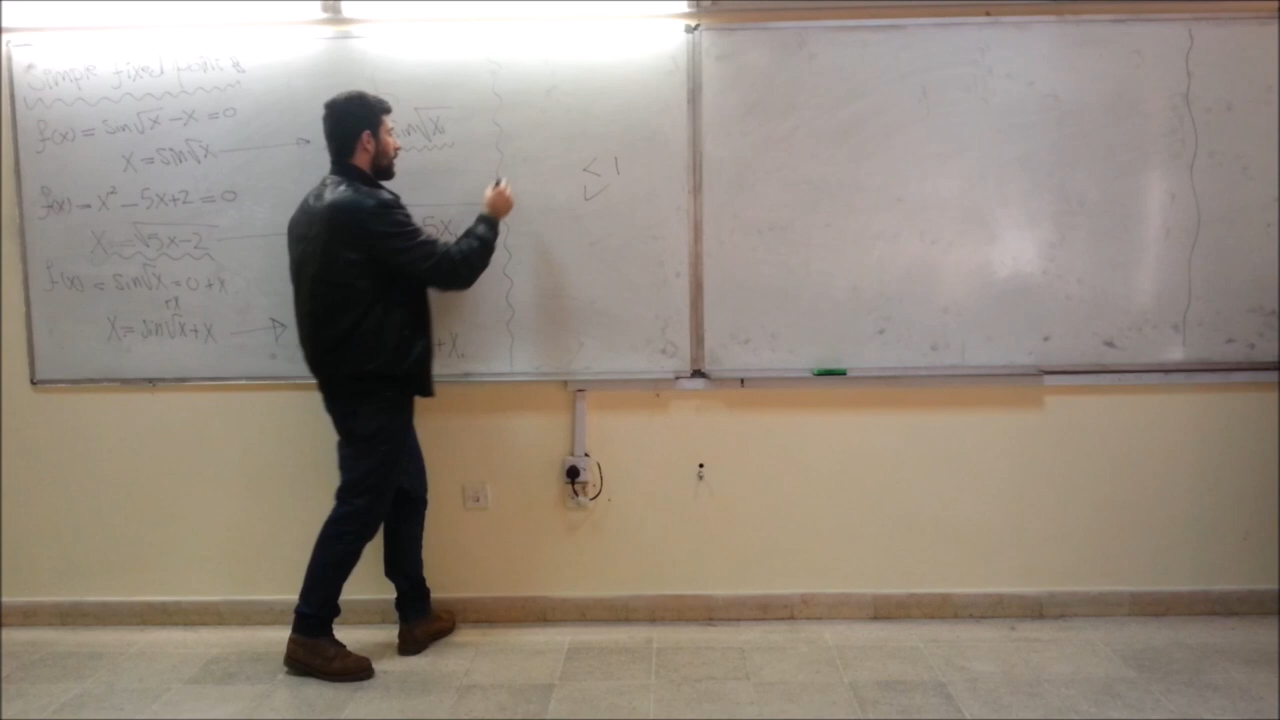 Simple fixed point
f(x) = sin√x - x = 0
x = sin√x
sin√x
< 1
✓
f(x) = x² - 5x + 2 = 0
x = √5x-2
5x
f(x) = sin√x = 0 + x
+x
x = sin√x + x
+x.